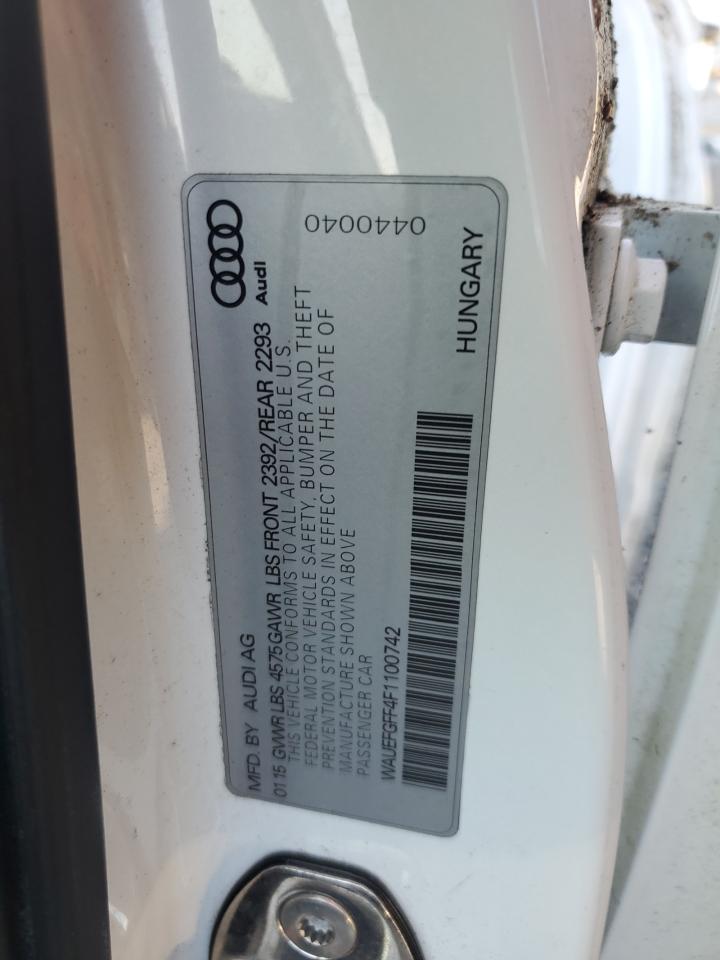 MFD. BY AUDI AG
01 15 GVWR LBS 4575 GAWR LBS FRONT 2392/REAR 2293
THIS VEHICLE CONFORMS TO ALL APPLICABLE U.S.
FEDERAL MOTOR VEHICLE SAFETY, BUMPER AND THEFT
PREVENTION STANDARDS IN EFFECT ON THE DATE OF
MANUFACTURE SHOWN ABOVE
PASSENGER CAR
WAUEFGFF4F1100742
Audi
0440040
HUNGARY